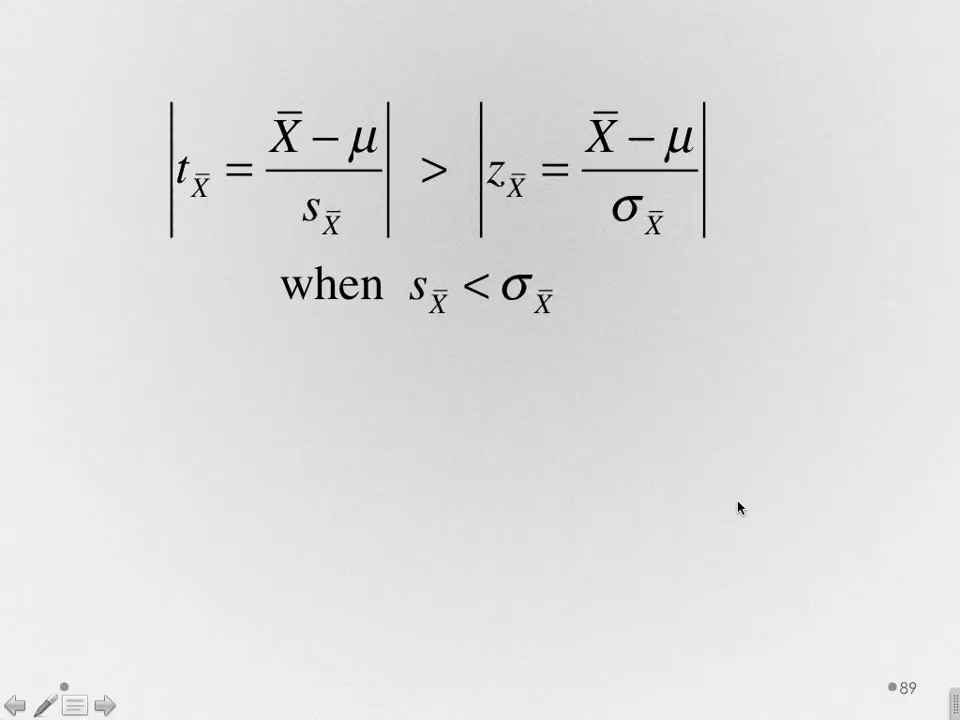 |t_X̄ = (X̄ − μ) / s_X̄| > |z_X̄ = (X̄ − μ) / σ_X̄|
when s_X̄ < σ_X̄
89